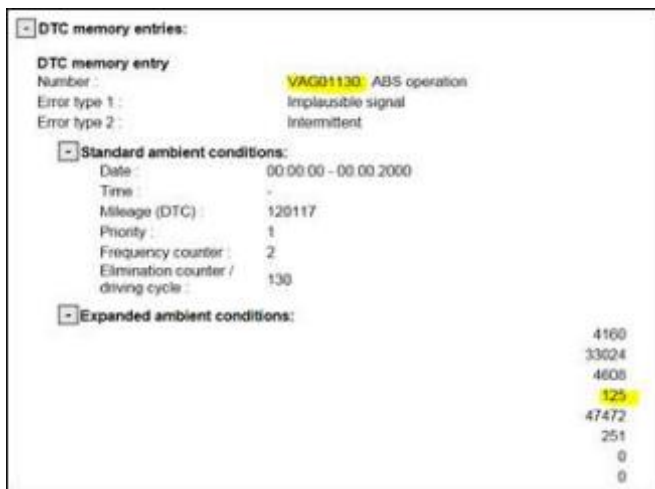 - DTC memory entries:
DTC memory entry
Number : VAG01130: ABS operation
Error type 1 : Implausible signal
Error type 2 : Intermittent
- Standard ambient conditions:
Date : 00:00:00 - 00.00.2000
Time : -
Mileage (DTC) : 120117
Priority : 1
Frequency counter : 2
Elimination counter /
driving cycle : 130
- Expanded ambient conditions:
4160
33024
4608
125
47472
251
0
0